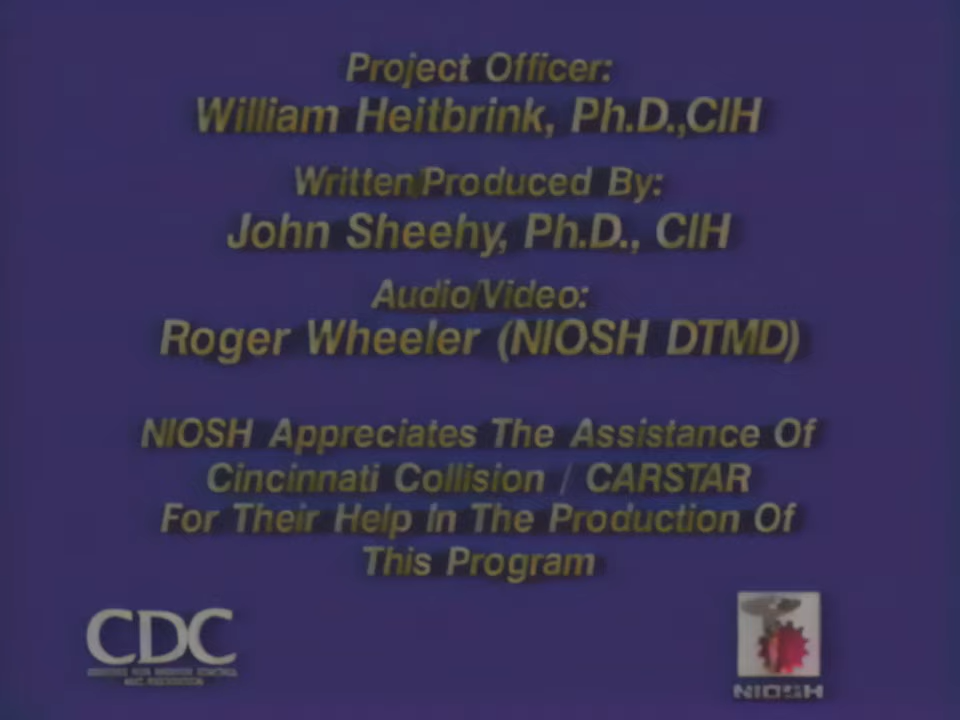 Project Officer:
William Heitbrink, Ph.D.,CIH
Written/Produced By:
John Sheehy, Ph.D., CIH
Audio/Video:
Roger Wheeler (NIOSH DTMD)
NIOSH Appreciates The Assistance Of
Cincinnati Collision / CARSTAR
For Their Help In The Production Of
This Program
CDC
NIOSH